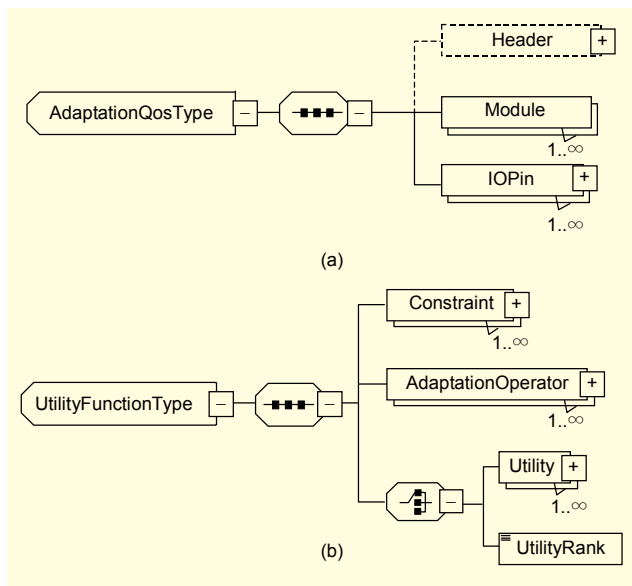 Header
+
AdaptationQosType
Module
1..∞
IOPin
+
1..∞
(a)
Constraint
+
1..∞
UtilityFunctionType
AdaptationOperator
+
1..∞
Utility
+
1..∞
UtilityRank
(b)